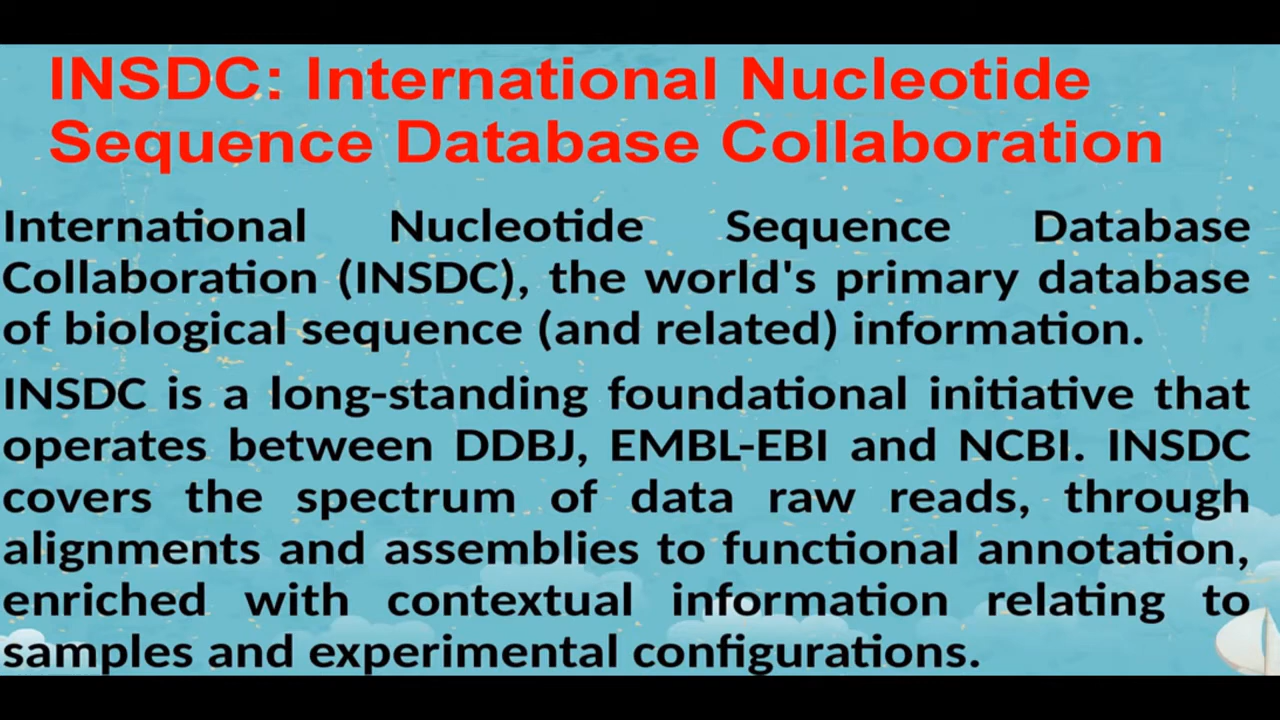 INSDC: International Nucleotide
Sequence Database Collaboration
International Nucleotide Sequence Database
Collaboration (INSDC), the world's primary database
of biological sequence (and related) information.
INSDC is a long-standing foundational initiative that
operates between DDBJ, EMBL-EBI and NCBI. INSDC
covers the spectrum of data raw reads, through
alignments and assemblies to functional annotation,
enriched with contextual information relating to
samples and experimental configurations.